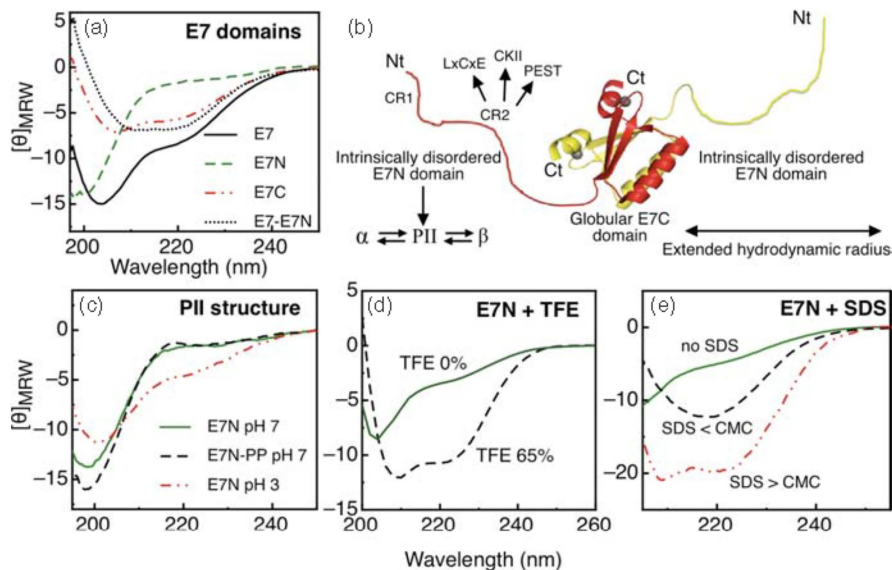 (a)
E7 domains
5
0
−5
−10
−15
[θ]MRW
E7
E7N
E7C
E7-E7N
200
220
240
Wavelength (nm)
(b)
Nt
CR1
LxCxE
CKII
PEST
CR2
Nt
Ct
Ct
Intrinsically disordered
E7N domain
Globular E7C
domain
Intrinsically disordered
E7N domain
α PII β
Extended hydrodynamic radius
(c)
PII structure
0
−5
−10
−15
[θ]MRW
E7N pH 7
E7N-PP pH 7
E7N pH 3
200
220
240
(d)
E7N + TFE
5
0
−5
−10
−15
TFE 0%
TFE 65%
200
220
240
260
(e)
E7N + SDS
0
−10
−20
no SDS
SDS < CMC
SDS > CMC
220
240
Wavelength (nm)